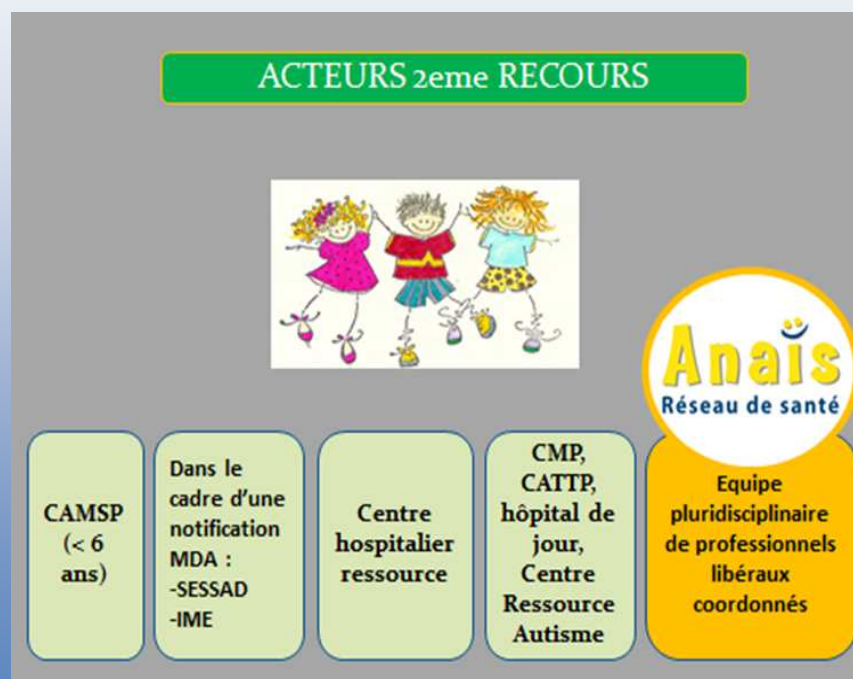 ACTEURS 2eme RECOURS
Anaïs
Réseau de santé
CAMSP
(< 6
ans)
Dans le
cadre d'une
notification
MDA :
-SESSAD
-IME
Centre
hospitalier
ressource
CMP,
CATTP,
hôpital de
jour,
Centre
Ressource
Autisme
Equipe
pluridisciplinaire
de professionnels
libéraux
coordonnés